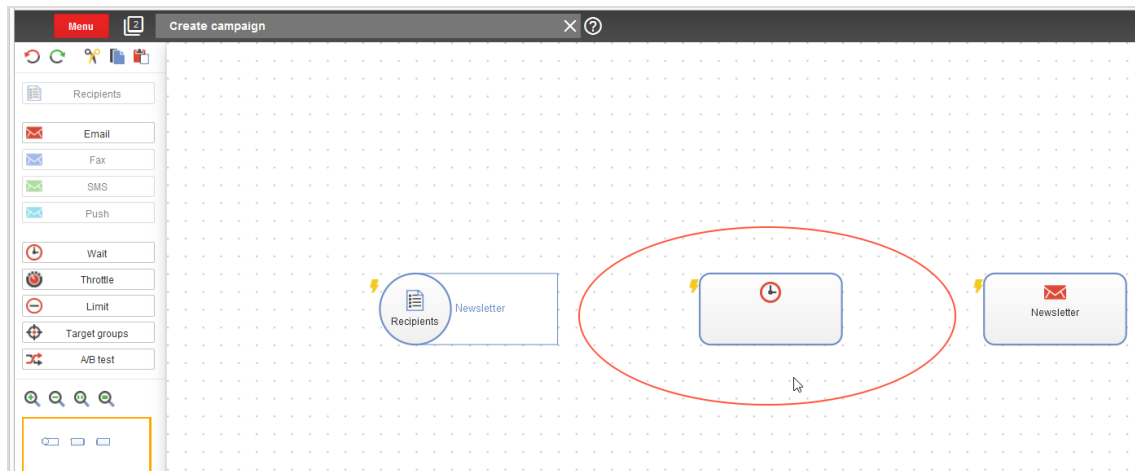 Menu
2
Create campaign
Recipients
Email
Fax
SMS
Push
Wait
Throttle
Limit
Target groups
A/B test
Recipients
Newsletter
Newsletter